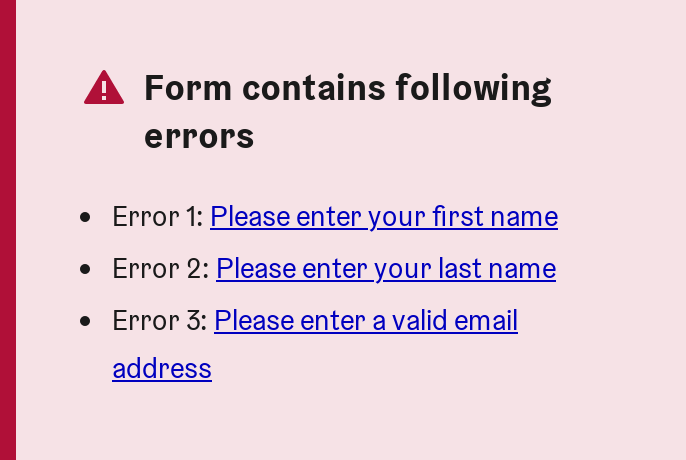 Form contains following
errors
• Error 1: Please enter your first name
• Error 2: Please enter your last name
• Error 3: Please enter a valid email
address